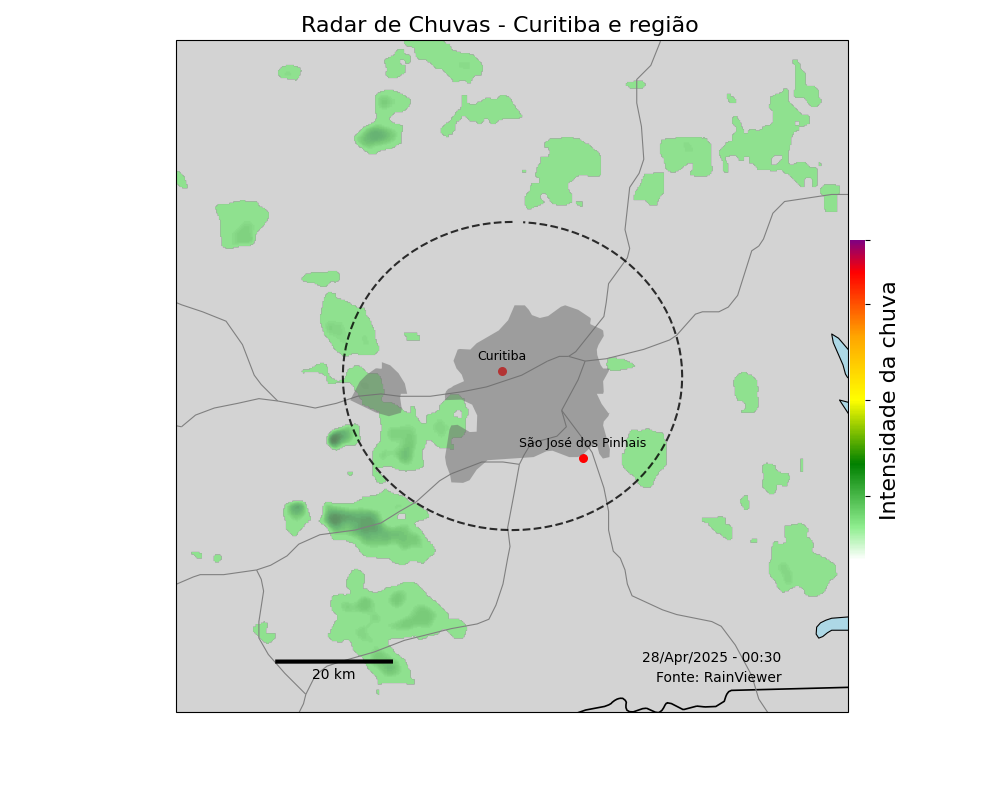 Radar de Chuvas - Curitiba e região
Curitiba
São José dos Pinhais
Intensidade da chuva
20 km
28/Apr/2025 - 00:30
Fonte: RainViewer